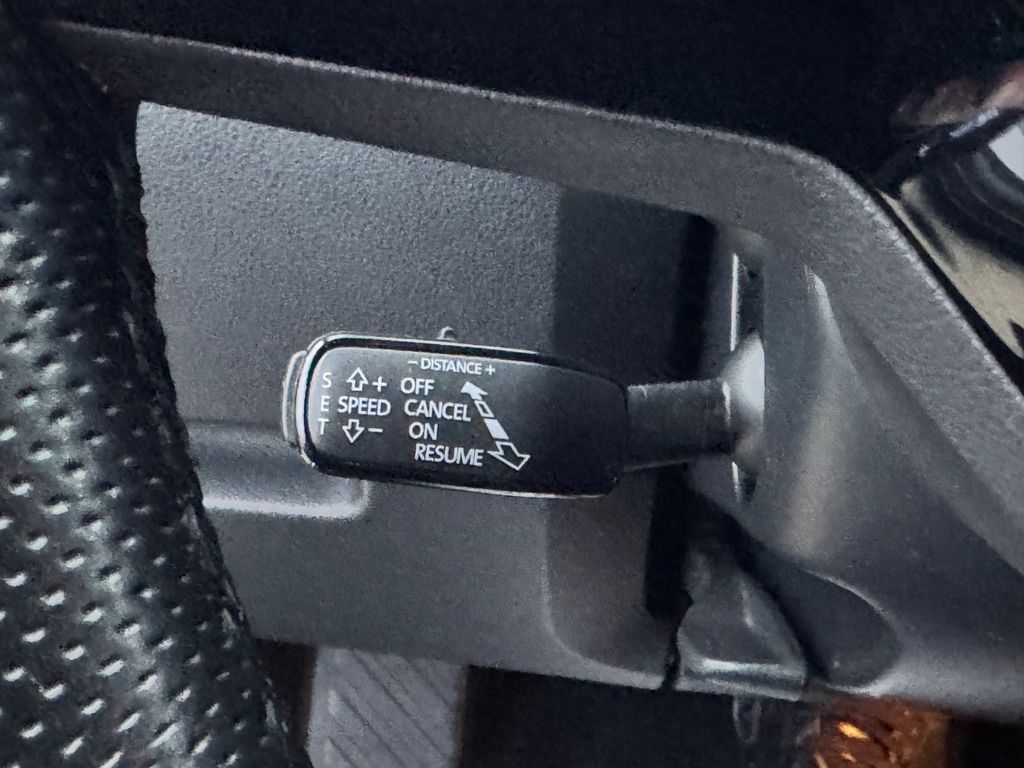 - DISTANCE +
S + OFF
E SPEED CANCEL
T - ON
RESUME